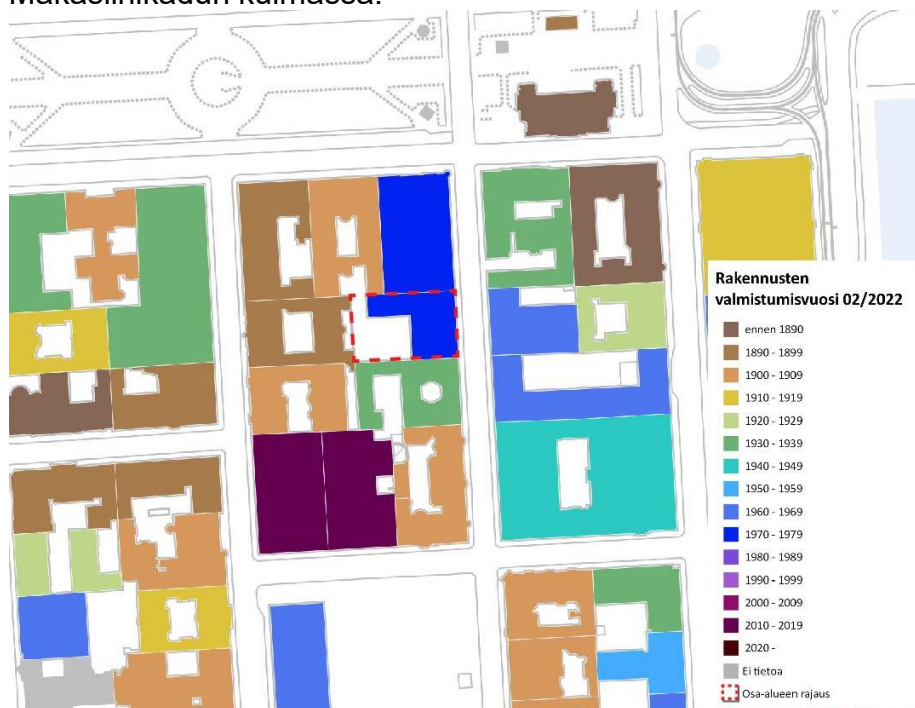 Makasiinikadun kulmassa.
Rakennusten
valmistumisvuosi 02/2022
ennen 1890
1890 - 1899
1900 - 1909
1910 - 1919
1920 - 1929
1930 - 1939
1940 - 1949
1950 - 1959
1960 - 1969
1970 - 1979
1980 - 1989
1990 - 1999
2000 - 2009
2010 - 2019
2020 -
Ei tietoa
Osa-alueen rajaus